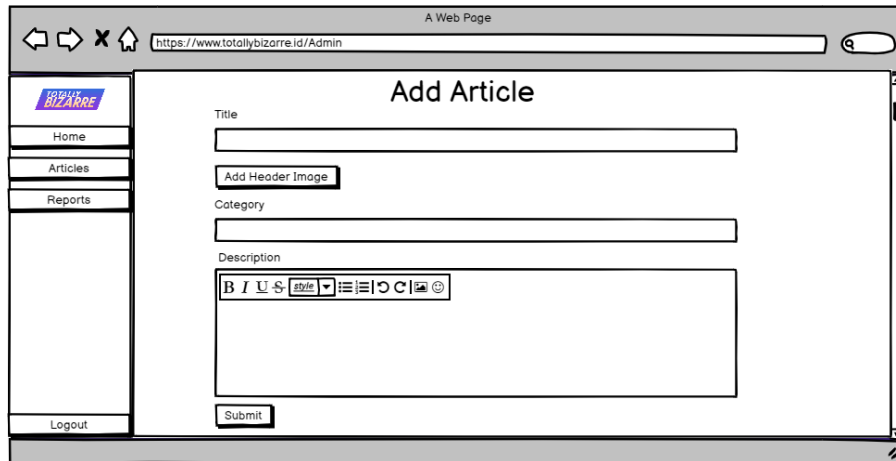 A Web Page
https://www.totallybizarre.id/Admin
TOTALLY
BIZARRE
Home
Articles
Reports
Logout
Add Article
Title
Add Header Image
Category
Description
B I U S style
Submit